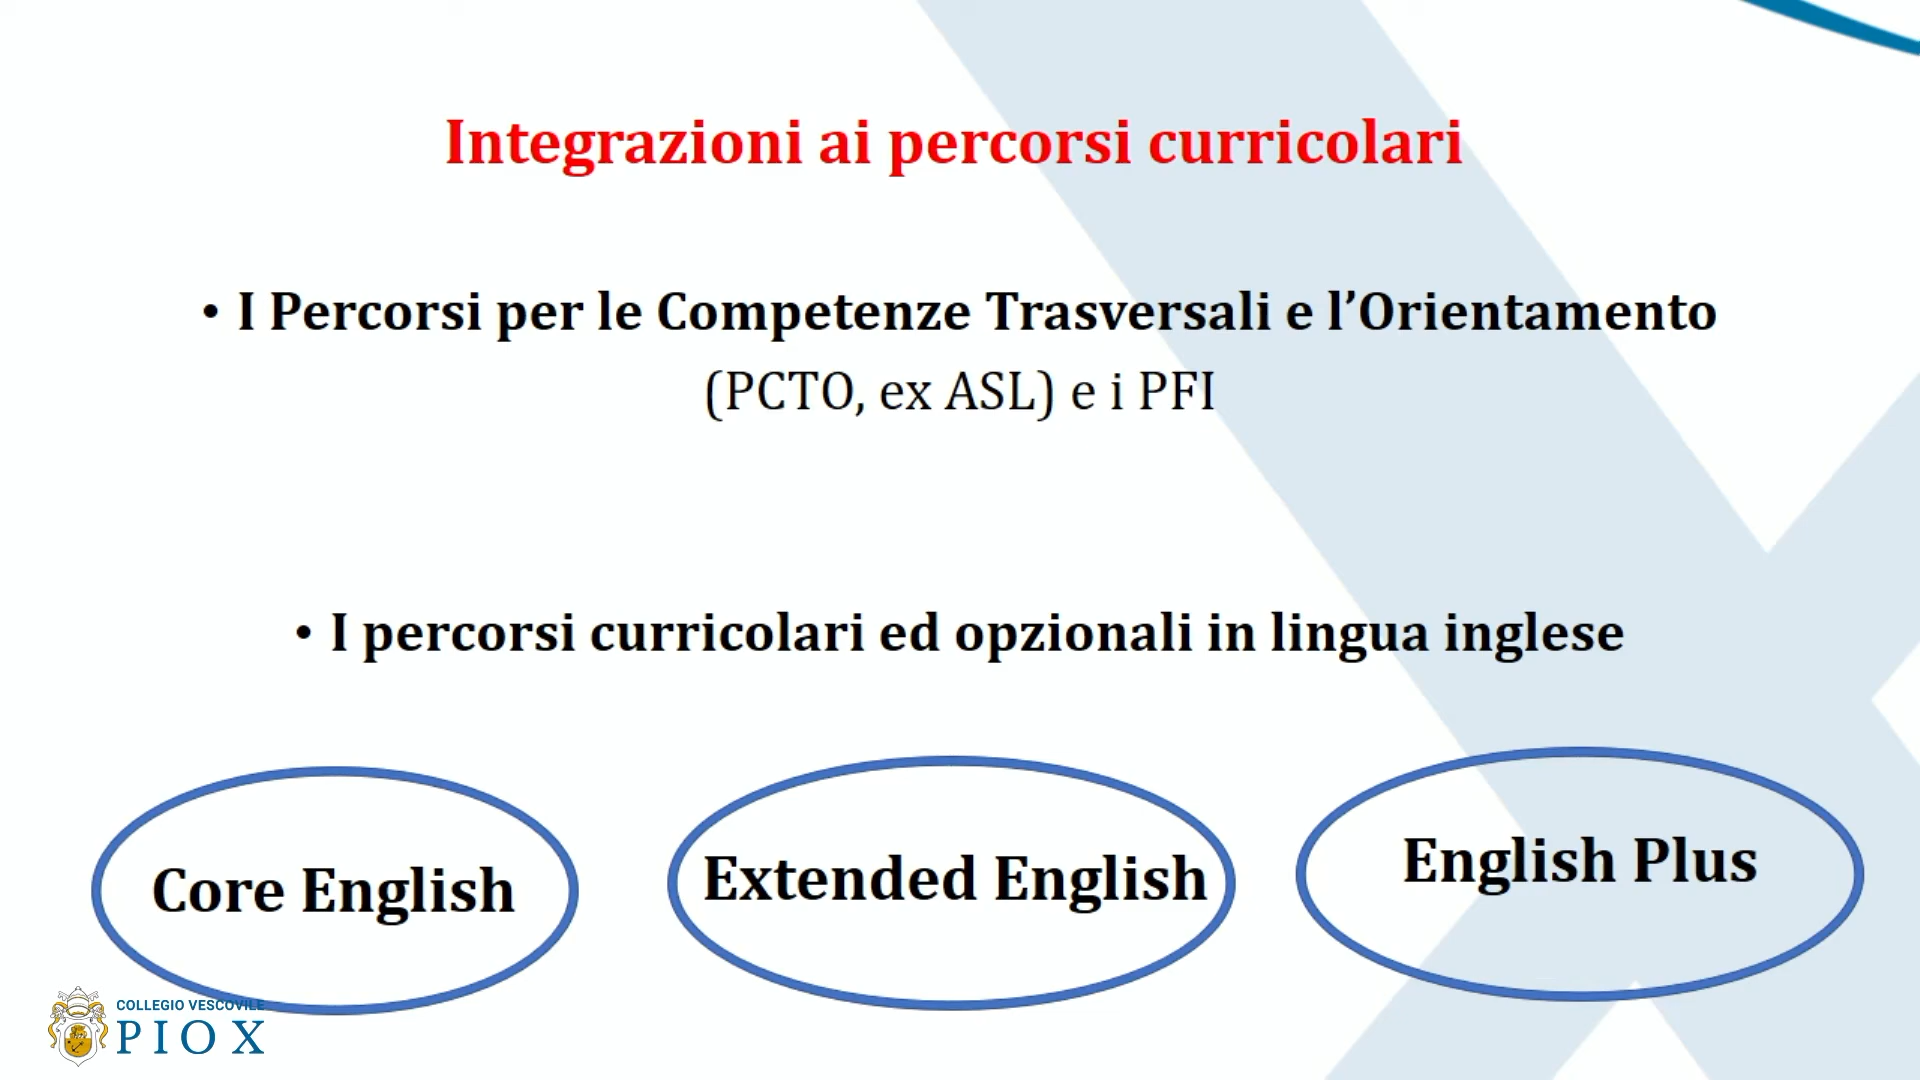 Integrazioni ai percorsi curricolari
• I Percorsi per le Competenze Trasversali e l’Orientamento
(PCTO, ex ASL) e i PFI
• I percorsi curricolari ed opzionali in lingua inglese
Core English
Extended English
English Plus
COLLEGIO VESCOVILE
PIO X